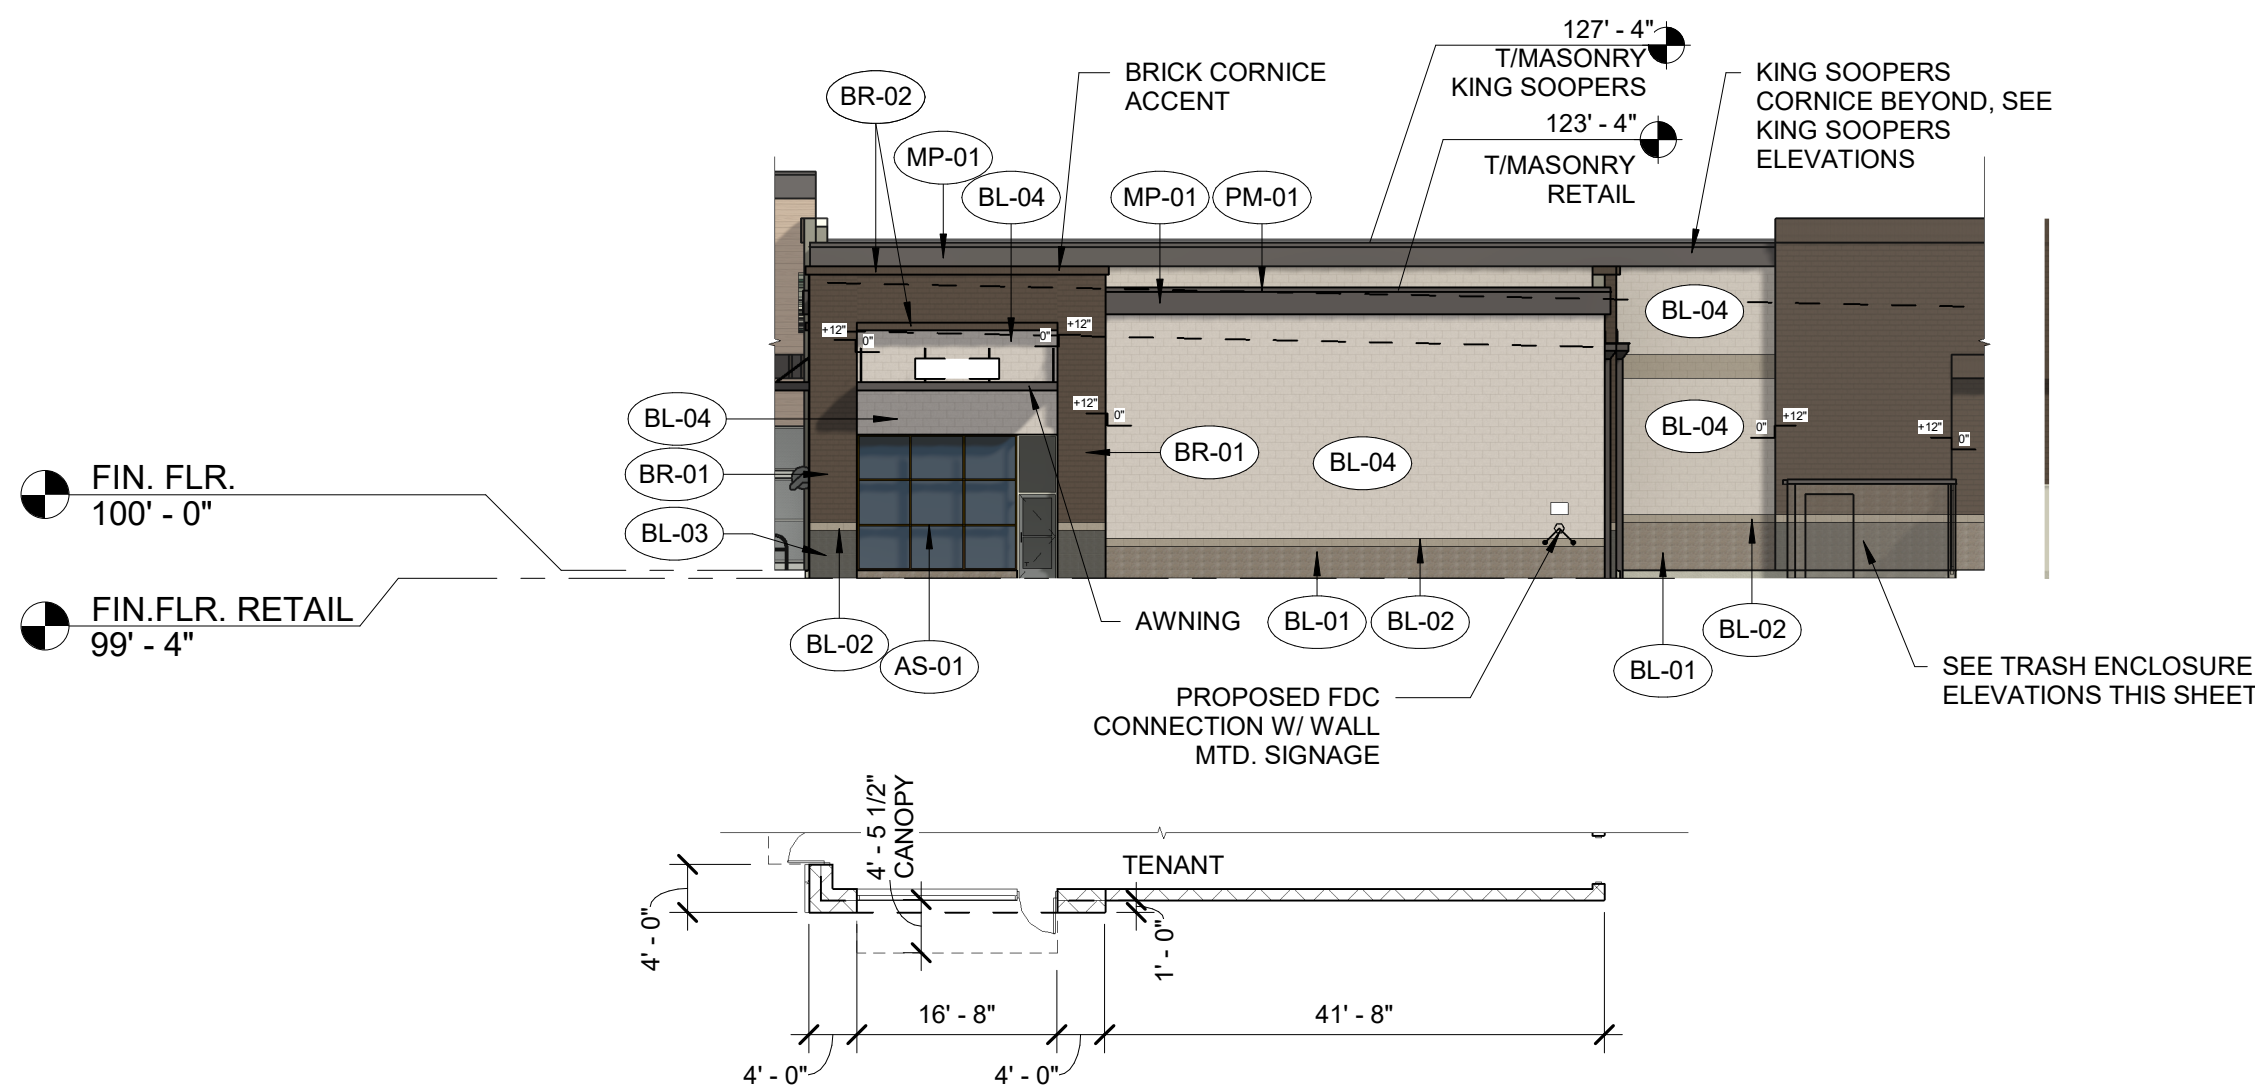 127' - 4"
T/MASONRY
KING SOOPERS
123' - 4"
T/MASONRY
RETAIL
BRICK CORNICE
ACCENT
KING SOOPERS
CORNICE BEYOND, SEE
KING SOOPERS
ELEVATIONS
BR-02
MP-01
BL-04
MP-01
PM-01
BL-04
+12"
0"
0"
+12"
BL-04
+12"
0"
BL-04
0"
+12"
+12"
0"
BR-01
BR-01
BL-04
BL-03
FIN. FLR.
100' - 0"
FIN.FLR. RETAIL
99' - 4"
BL-02
AS-01
AWNING
BL-01
BL-02
BL-02
BL-01
SEE TRASH ENCLOSURE
ELEVATIONS THIS SHEET
PROPOSED FDC
CONNECTION W/ WALL
MTD. SIGNAGE
4' - 5 1/2"
CANOPY
TENANT
4' - 0"
1' - 0"
16' - 8"
41' - 8"
4' - 0"
4' - 0"